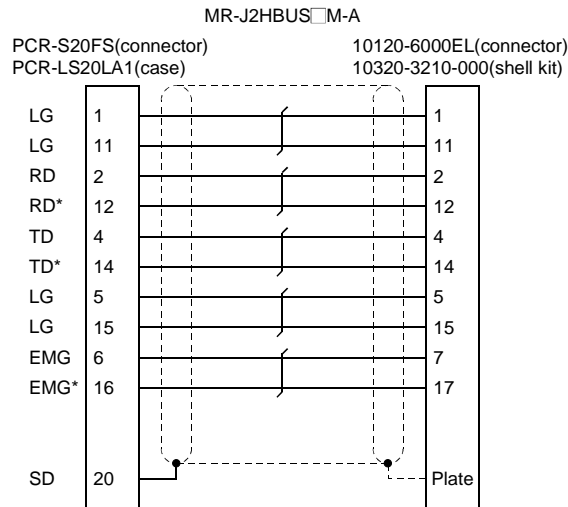 MR-J2HBUS□M-A
PCR-S20FS(connector) 10120-6000EL(connector)
PCR-LS20LA1(case) 10320-3210-000(shell kit)
LG 1 1
LG 11 11
RD 2 2
RD* 12 12
TD 4 4
TD* 14 14
LG 5 5
LG 15 15
EMG 6 7
EMG* 16 17
SD 20 Plate